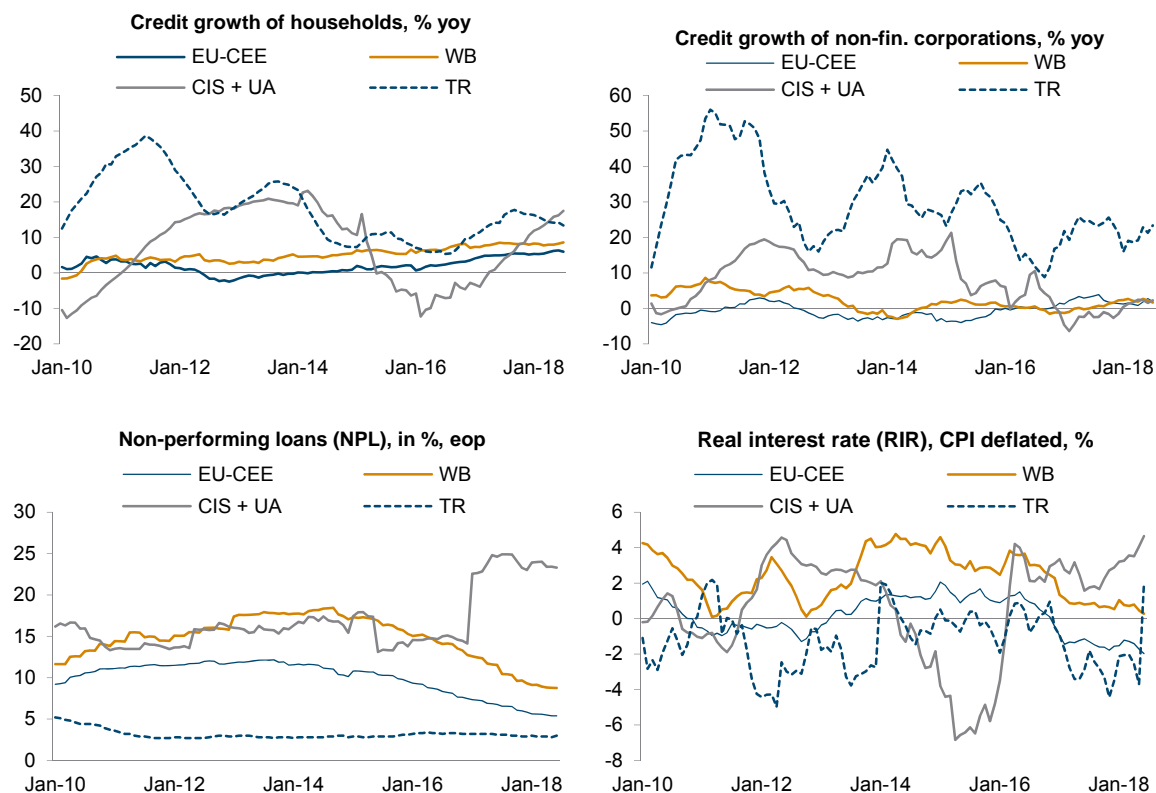 Credit growth of households, % yoy
EU-CEE WB
CIS + UA TR
50
40
30
20
10
0
-10
-20
Jan-10 Jan-12 Jan-14 Jan-16 Jan-18
Credit growth of non-fin. corporations, % yoy
EU-CEE WB
CIS + UA TR
60
50
40
30
20
10
0
-10
Jan-10 Jan-12 Jan-14 Jan-16 Jan-18
Non-performing loans (NPL), in %, eop
EU-CEE WB
CIS + UA TR
30
25
20
15
10
5
0
Jan-10 Jan-12 Jan-14 Jan-16 Jan-18
Real interest rate (RIR), CPI deflated, %
EU-CEE WB
CIS + UA TR
6
4
2
0
-2
-4
-6
-8
Jan-10 Jan-12 Jan-14 Jan-16 Jan-18